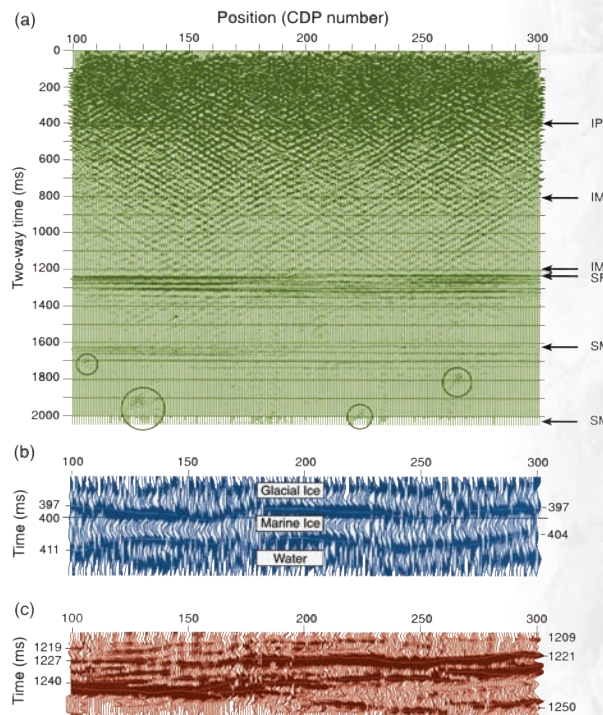 (a)
Position (CDP number)
100 150 200 250 300
Two-way time (ms)
0
200
400
600
800
1000
1200
1400
1600
1800
2000
IP
IM
IM
SM
SM
(b)
100 150 200 250 300
Time (ms)
397
400
411
Glacial Ice
Marine Ice
Water
397
404
(c)
100 150 200 250 300
Time (ms)
1219
1227
1240
1209
1221
1250